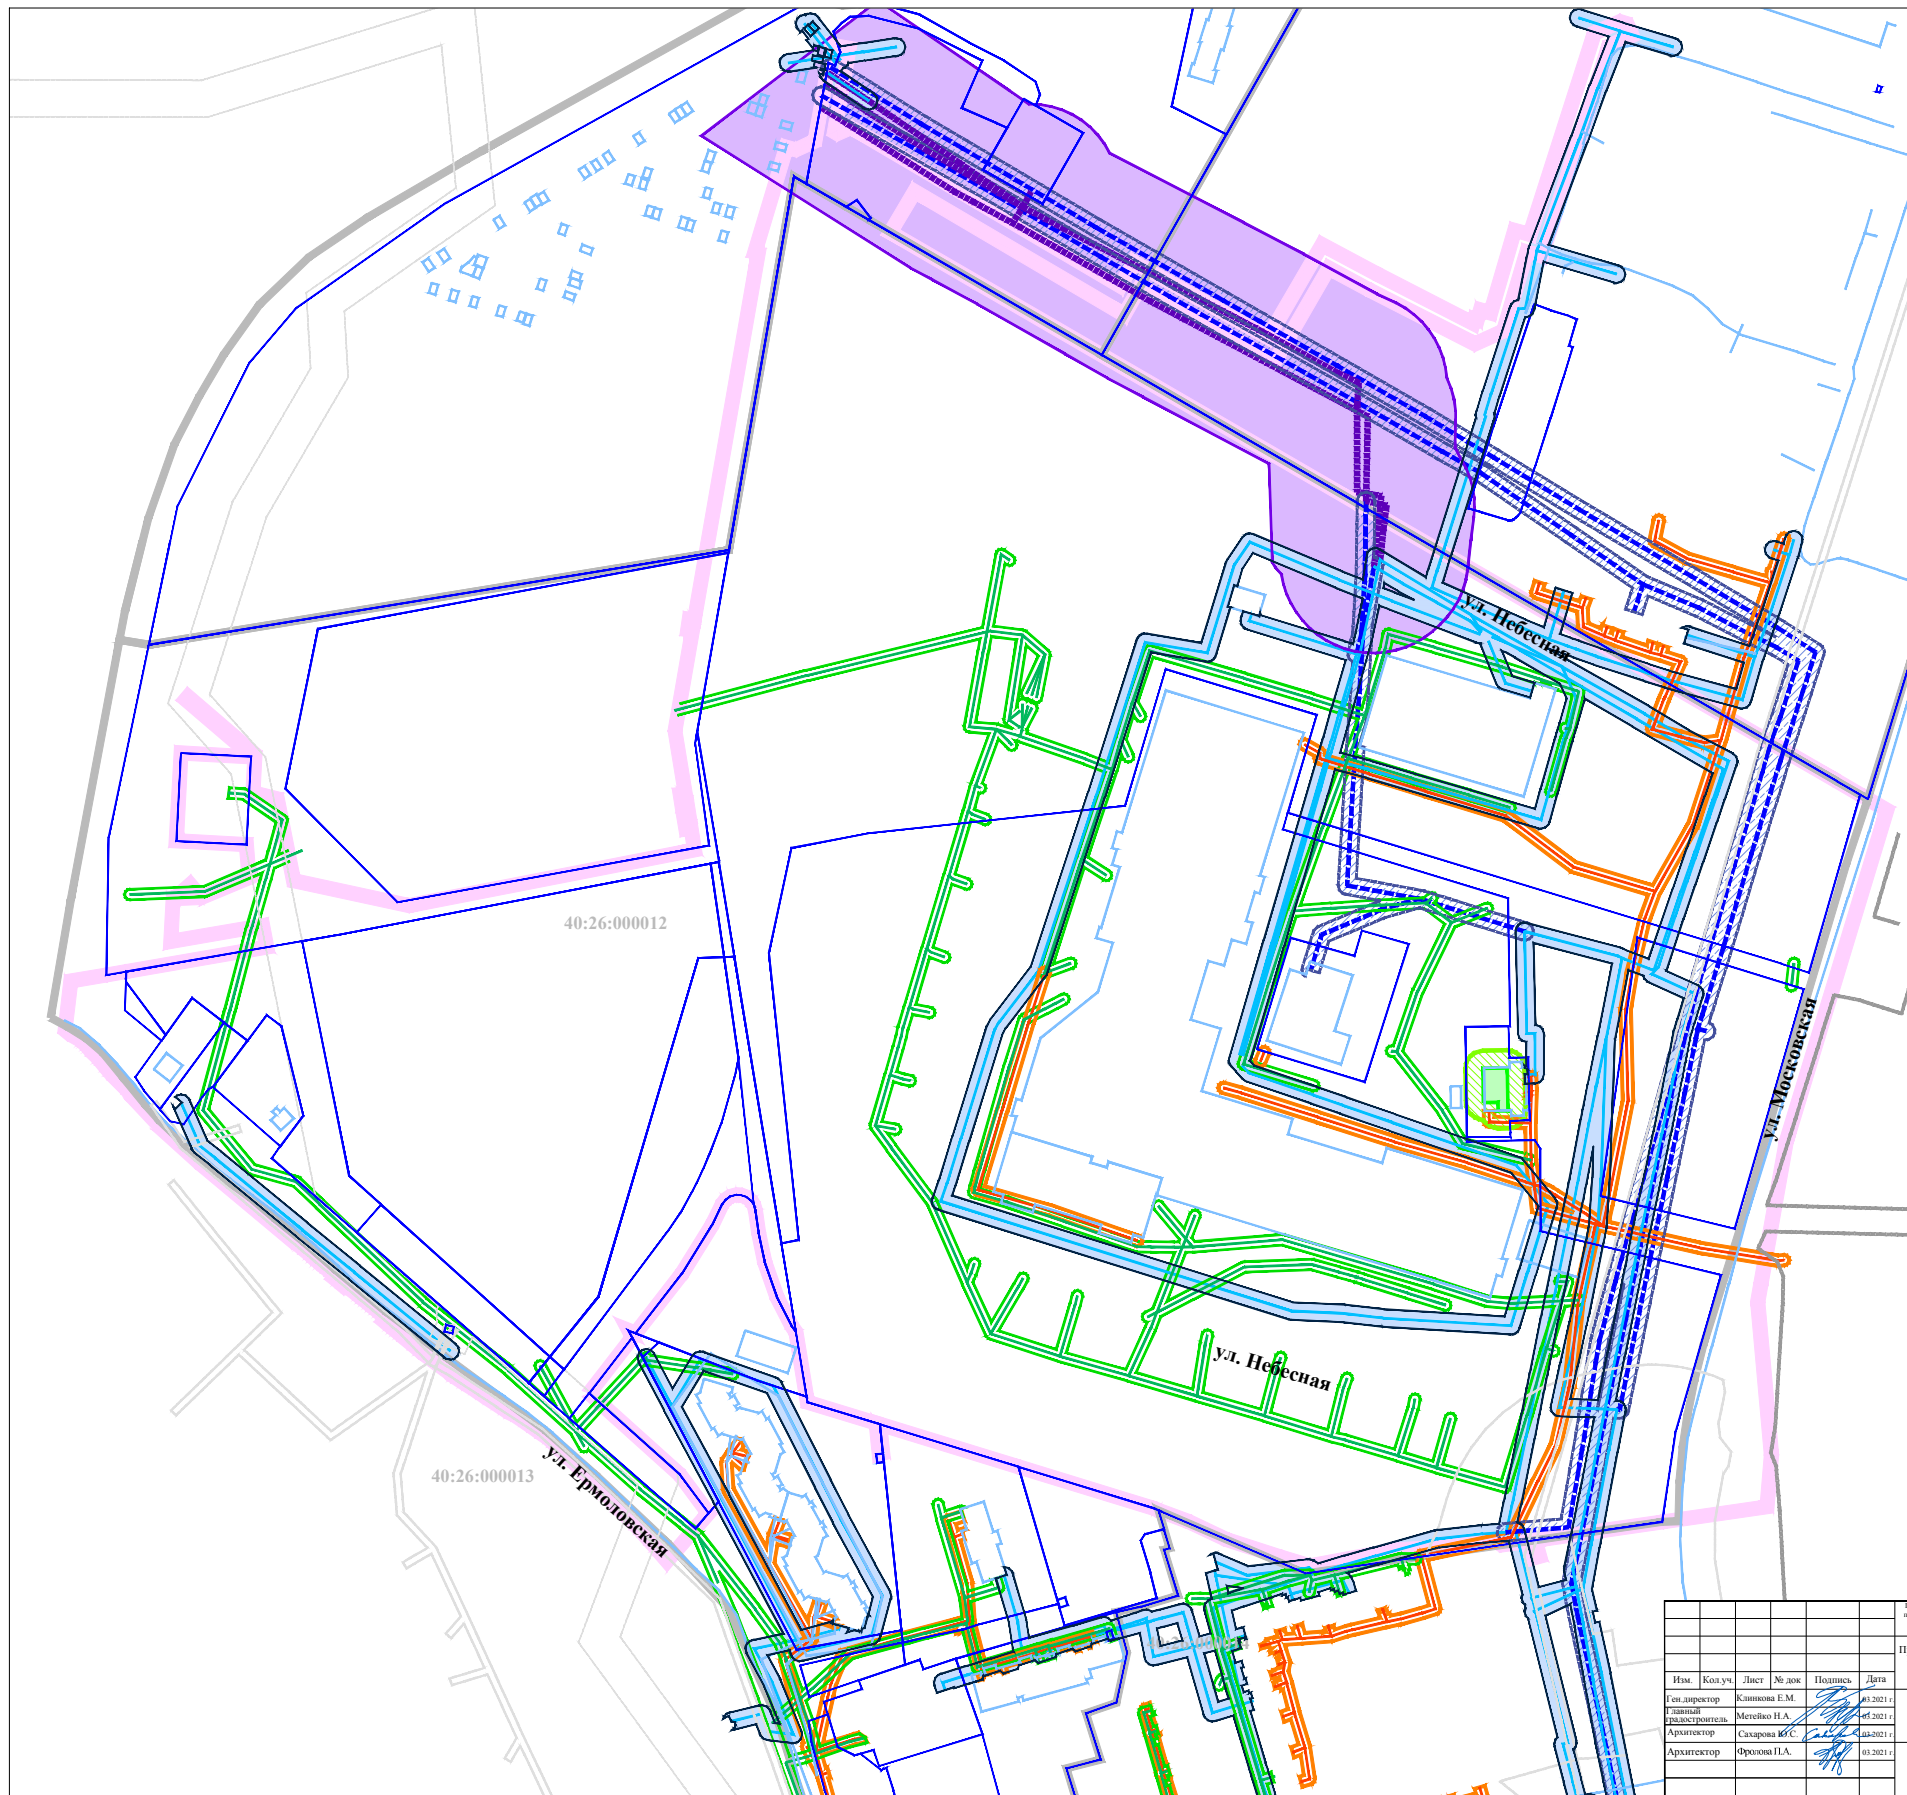 ул. Небесная
40:26:000012
ул. Московская
ул. Небесная
40:26:000013
ул. Ермоловская
Изм. Кол.уч. Лист № док Подпись Дата
Ген.директор Клинкова Е.М. 03.2021 г.
Главный градостроитель Метейко Н.А. 03.2021 г.
Архитектор Сахарова Ю.С. 03.2021 г.
Архитектор Фролова П.А. 03.2021 г.